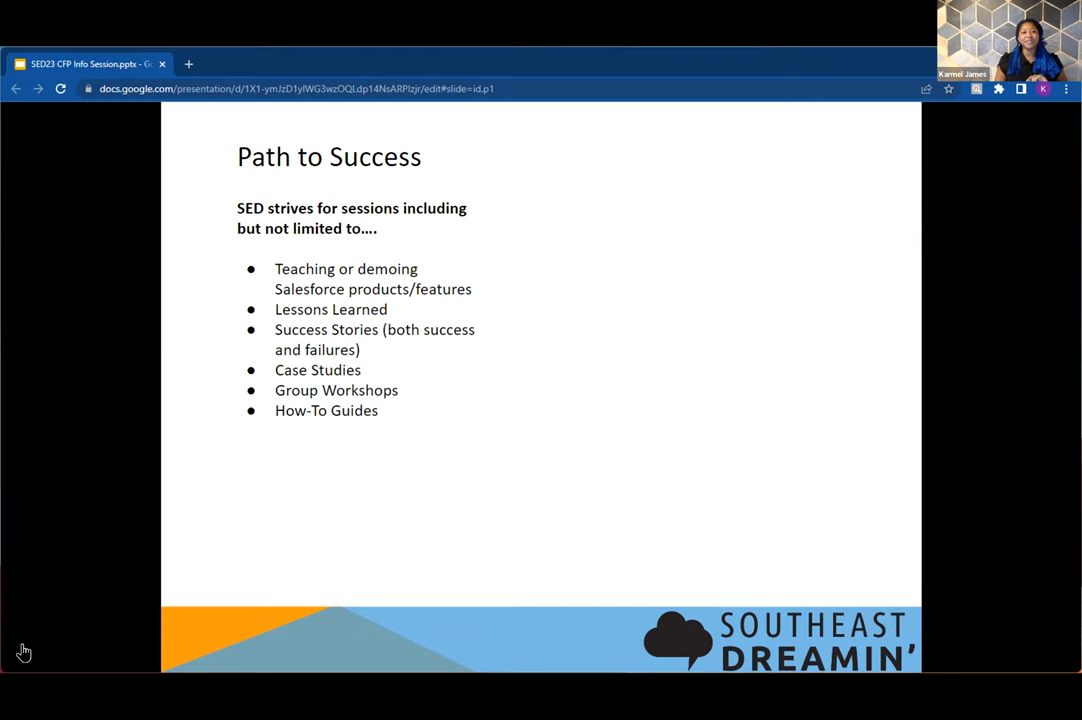 SED23 CFP Info Session.pptx - Go
Karmel James
docs.google.com/presentation/d/1X1-ymJzD1yIWG3wzOQLdp14NsARPIzjr/edit#slide=id.p1
K
Path to Success
SED strives for sessions including
but not limited to....
● Teaching or demoing
Salesforce products/features
● Lessons Learned
● Success Stories (both success
and failures)
● Case Studies
● Group Workshops
● How-To Guides
SOUTHEAST
DREAMIN'